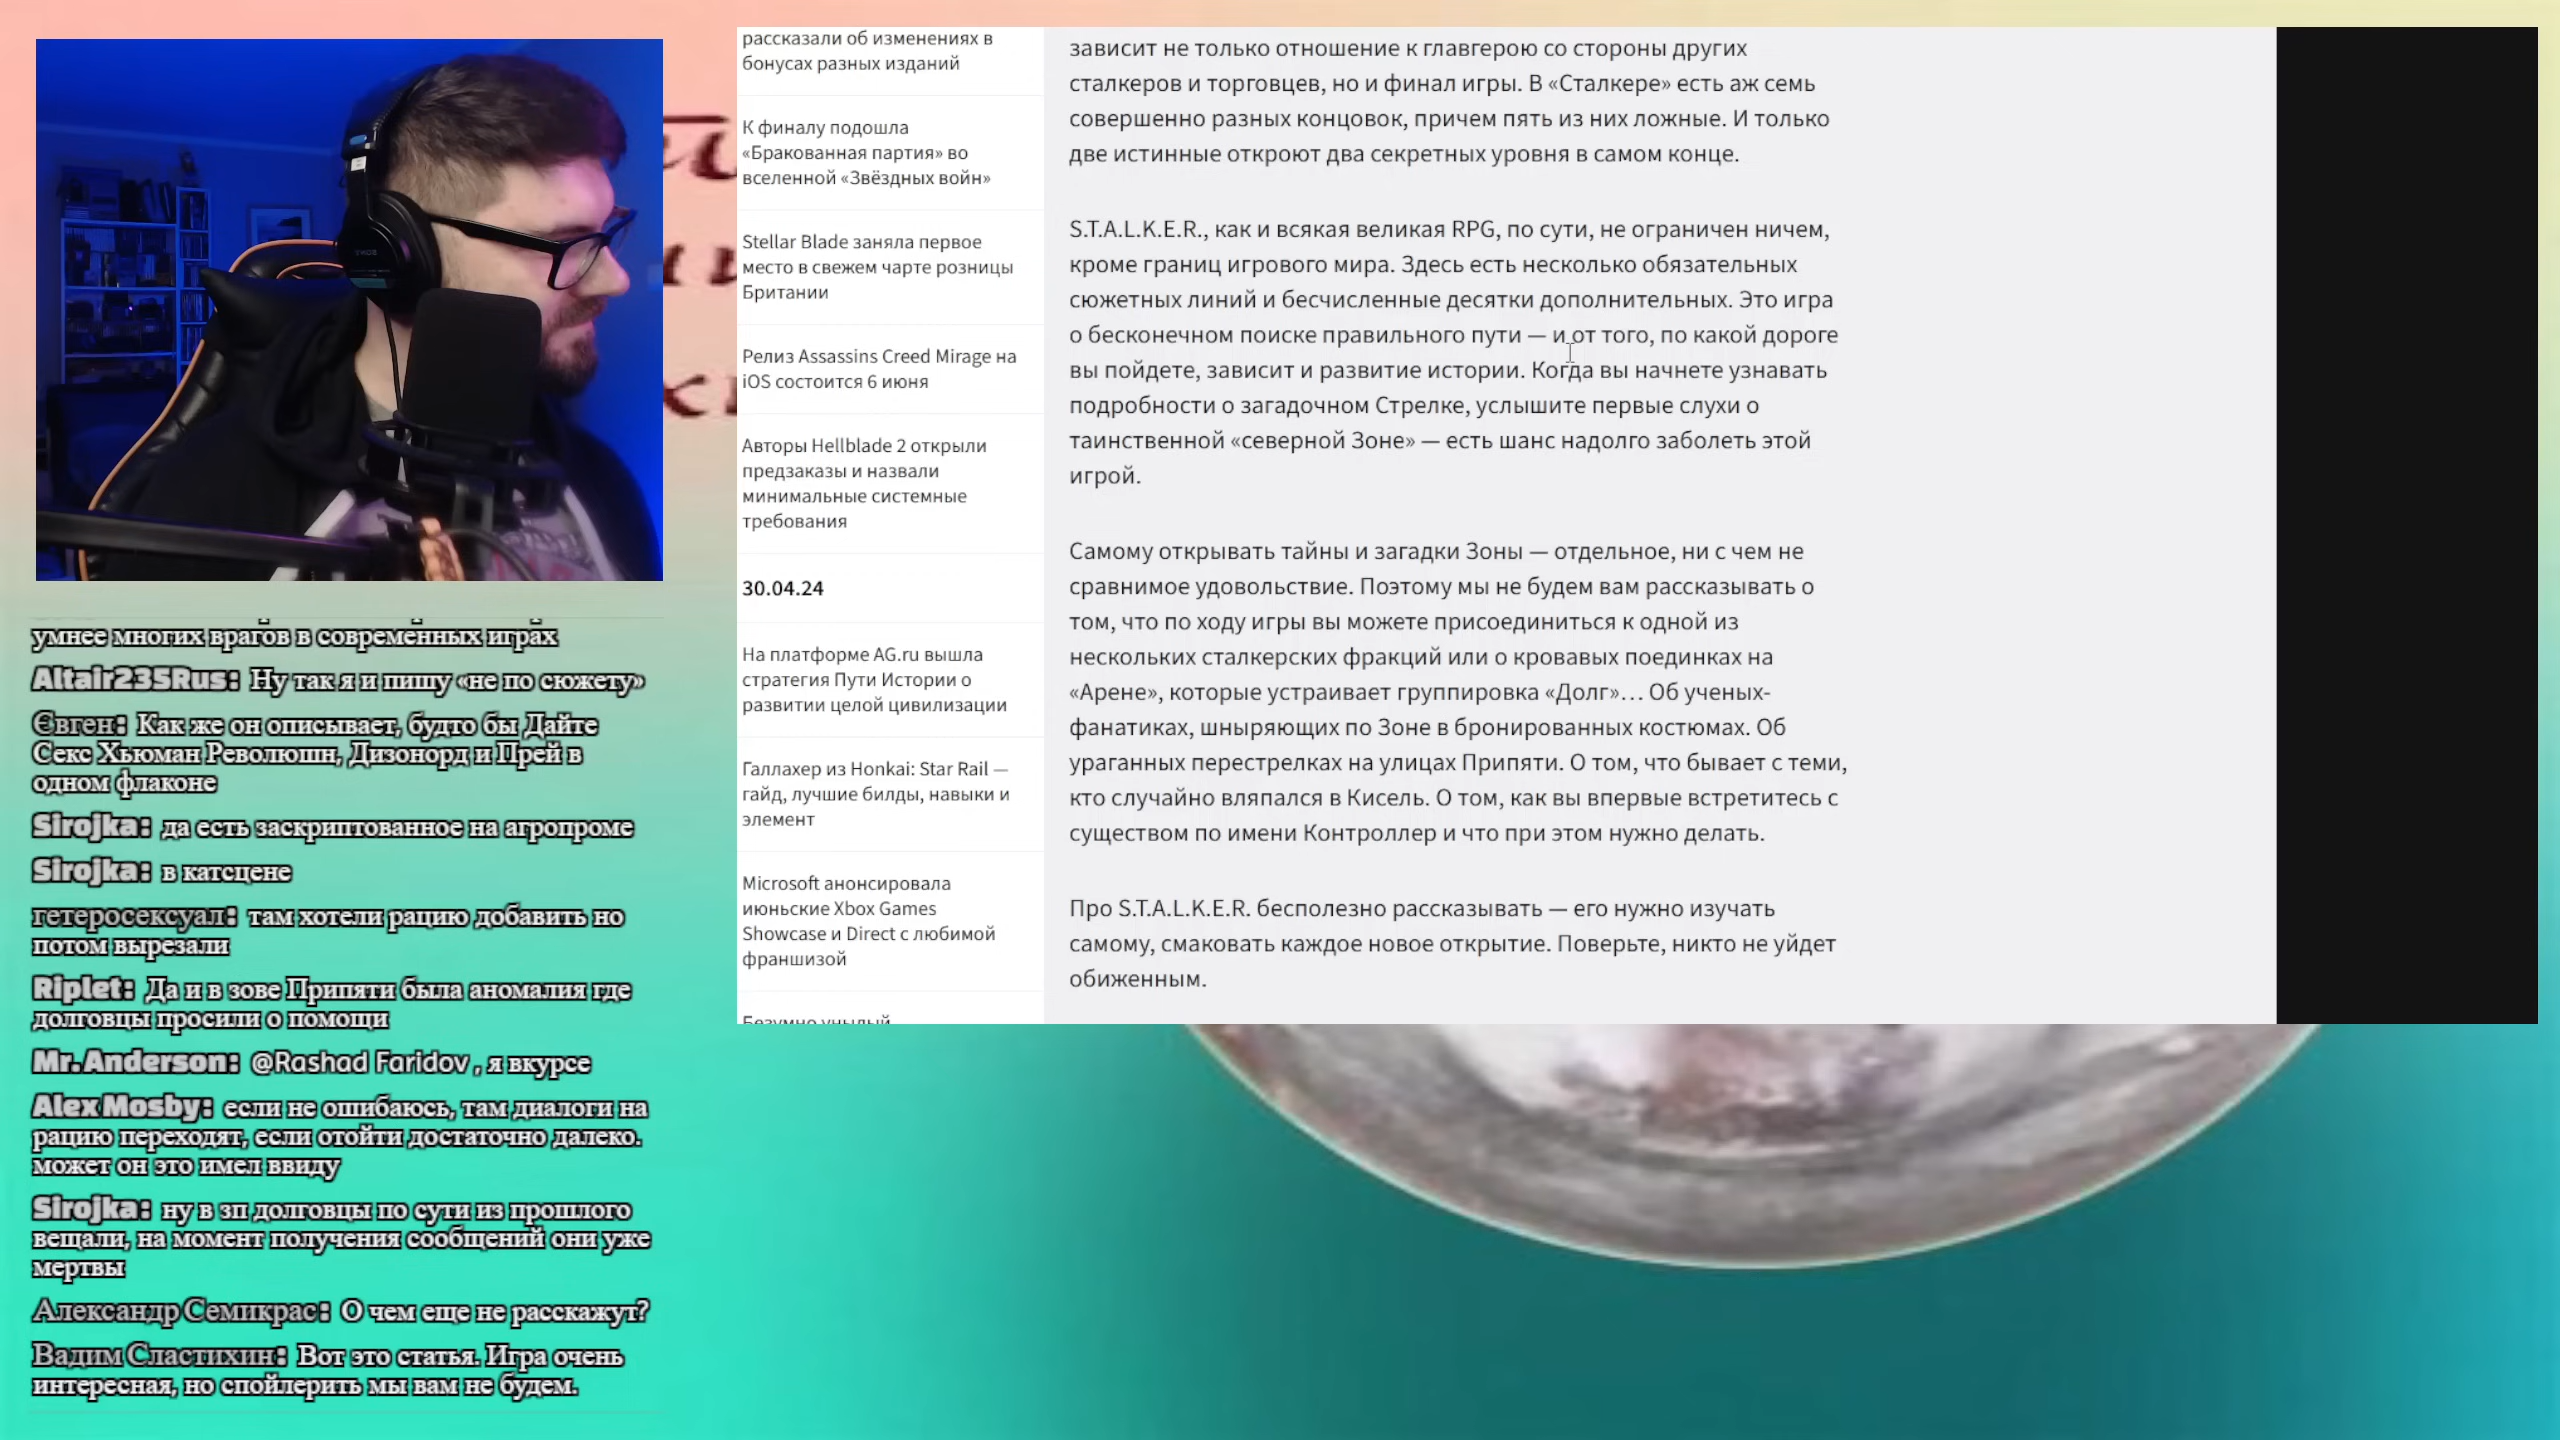 рассказали об изменениях в
бонусах разных изданий
К финалу подошла
«Бракованная партия» во
вселенной «Звёздных войн»
Stellar Blade заняла первое
место в свежем чарте розницы
Британии
Релиз Assassins Creed Mirage на
iOS состоится 6 июня
Авторы Hellblade 2 открыли
предзаказы и назвали
минимальные системные
требования
30.04.24
На платформе AG.ru вышла
стратегия Пути Истории о
развитии целой цивилизации
Галлахер из Honkai: Star Rail —
гайд, лучшие билды, навыки и
элемент
Microsoft анонсировала
июньские Xbox Games
Showcase и Direct с любимой
франшизой
зависит не только отношение к главгерою со стороны других
сталкеров и торговцев, но и финал игры. В «Сталкере» есть аж семь
совершенно разных концовок, причем пять из них ложные. И только
две истинные откроют два секретных уровня в самом конце.
S.T.A.L.K.E.R., как и всякая великая RPG, по сути, не ограничен ничем,
кроме границ игрового мира. Здесь есть несколько обязательных
сюжетных линий и бесчисленные десятки дополнительных. Это игра
о бесконечном поиске правильного пути — и от того, по какой дороге
вы пойдете, зависит и развитие истории. Когда вы начнете узнавать
подробности о загадочном Стрелке, услышите первые слухи о
таинственной «северной Зоне» — есть шанс надолго заболеть этой
игрой.
Самому открывать тайны и загадки Зоны — отдельное, ни с чем не
сравнимое удовольствие. Поэтому мы не будем вам рассказывать о
том, что по ходу игры вы можете присоединиться к одной из
нескольких сталкерских фракций или о кровавых поединках на
«Арене», которые устраивает группировка «Долг»… Об ученых-
фанатиках, шныряющих по Зоне в бронированных костюмах. Об
ураганных перестрелках на улицах Припяти. О том, что бывает с теми,
кто случайно вляпался в Кисель. О том, как вы впервые встретитесь с
существом по имени Контроллер и что при этом нужно делать.
Про S.T.A.L.K.E.R. бесполезно рассказывать — его нужно изучать
самому, смаковать каждое новое открытие. Поверьте, никто не уйдет
обиженным.
умнее многих врагов в современных играх
Altair23SRus: Ну так я и пишу «не по сюжету»
Євген: Как же он описывает, будто бы Дайте
Секс Хьюман Революшн, Дизонорд и Прей в
одном флаконе
Sirojka: да есть заскриптованное на агропроме
Sirojka: в катсцене
гетеросексуал: там хотели рацию добавить но
потом вырезали
Riplet: Да и в зове Припяти была аномалия где
долговцы просили о помощи
Mr. Anderson: @Rashad Faridov , я вкурсе
Alex Mosby: если не ошибаюсь, там диалоги на
рацию переходят, если отойти достаточно далеко.
может он это имел ввиду
Sirojka: ну в зп долговцы по сути из прошлого
вещали, на момент получения сообщений они уже
мертвы
Александр Семикрас: О чем еще не расскажут?
Вадим Сластихин: Вот это статья. Игра очень
интересная, но спойлерить мы вам не будем.